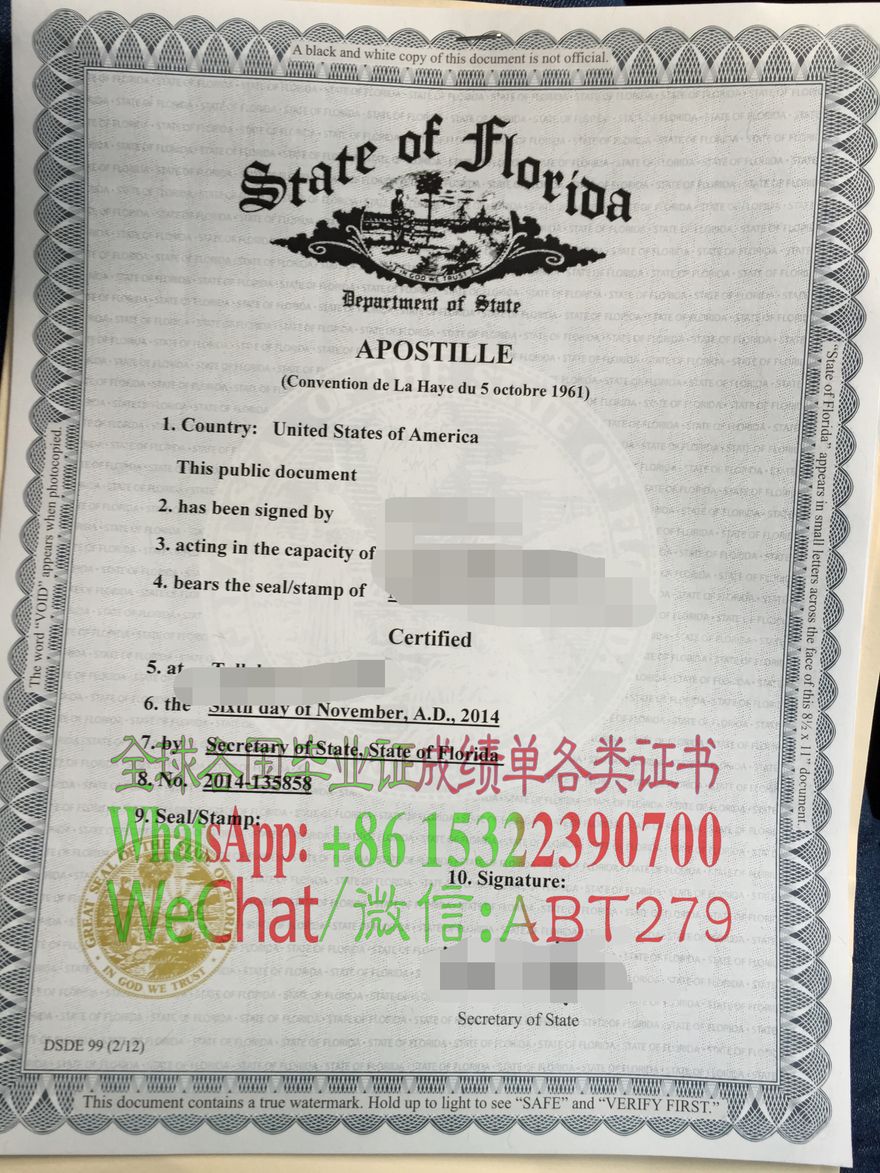 A black and white copy of this document is not official.
State of Florida
IN GOD WE TRUST
Department of State
APOSTILLE
(Convention de La Haye du 5 octobre 1961)
1. Country: United States of America
This public document
2. has been signed by
3. acting in the capacity of
4. bears the seal/stamp of
Certified
5. at
6. the Sixth day of November, A.D., 2014
7. by Secretary of State, State of Florida
全球各国毕业证成绩单各类证书
8. No. 2014-135858
9. Seal/Stamp:
WhatsApp: +86 15322390700
10. Signature:
WeChat/微信:ABT279
GREAT SEAL OF THE STATE OF FLORIDA
IN GOD WE TRUST
Secretary of State
DSDE 99 (2/12)
This document contains a true watermark. Hold up to light to see “SAFE” and “VERIFY FIRST.”
The word “VOID” appears when photocopied.
“State of Florida” appears in small letters across the face of this 8½ x 11” document.